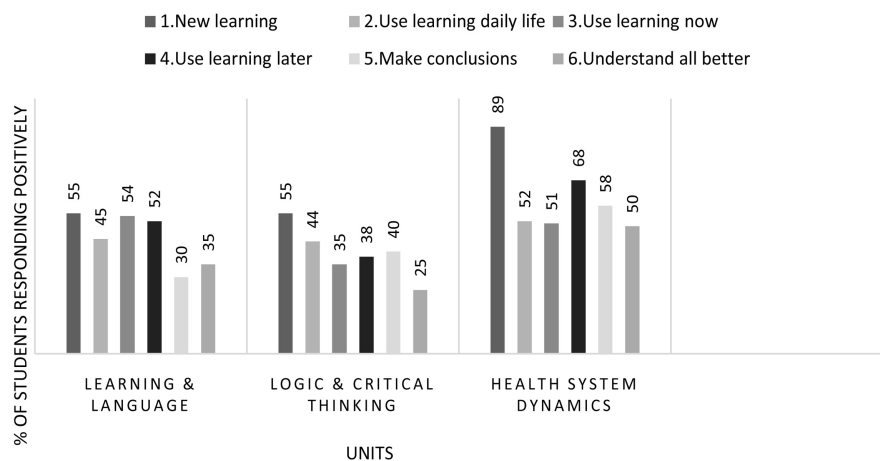 1.New learning 2.Use learning daily life 3.Use learning now
4.Use learning later 5.Make conclusions 6.Understand all better
% OF STUDENTS RESPONDING POSITIVELY
55 45 54 52 30 35
55 44 35 38 40 25
89 52 51 68 58 50
LEARNING &
LANGUAGE
LOGIC & CRITICAL
THINKING
HEALTH SYSTEM
DYNAMICS
UNITS